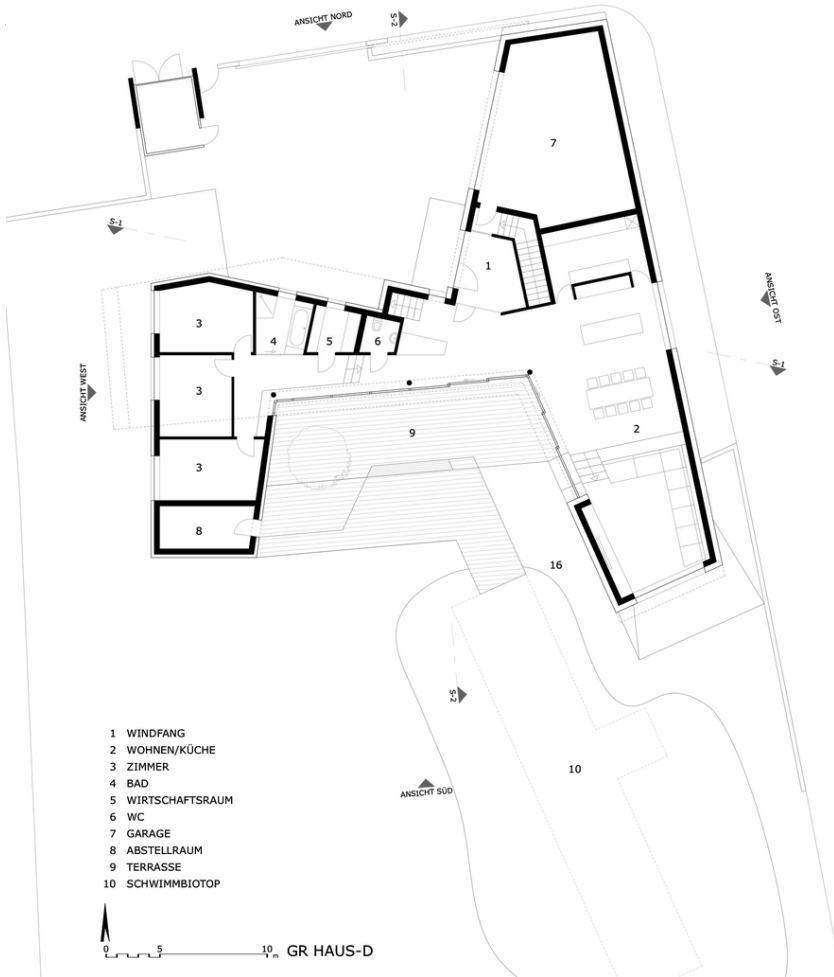 ANSICHT NORD
S-2
7
S-1
1
ANSICHT OST
3
4
5
6
S-1
ANSICHT WEST
3
9
2
3
8
16
S-2
10
ANSICHT SÜD
1 WINDFANG
2 WOHNEN/KÜCHE
3 ZIMMER
4 BAD
5 WIRTSCHAFTSRAUM
6 WC
7 GARAGE
8 ABSTELLRAUM
9 TERRASSE
10 SCHWIMMBIOTOP
0 5 10 m GR HAUS-D